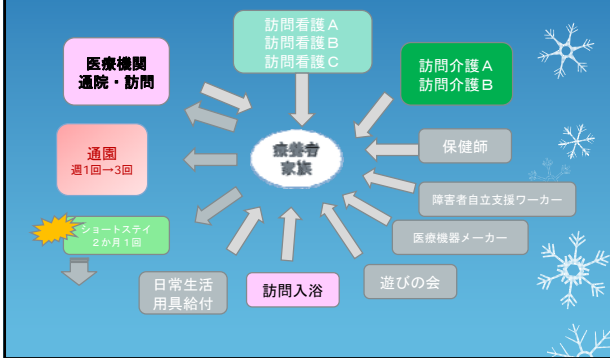 訪問看護A
訪問看護B
訪問看護C
医療機関
通院・訪問
訪問介護A
訪問介護B
通園
週1回→3回
療養者
家族
保健師
障害者自立支援ワーカー
ショートステイ
2か月1回
医療機器メーカー
日常生活
用具給付
訪問入浴
遊びの会